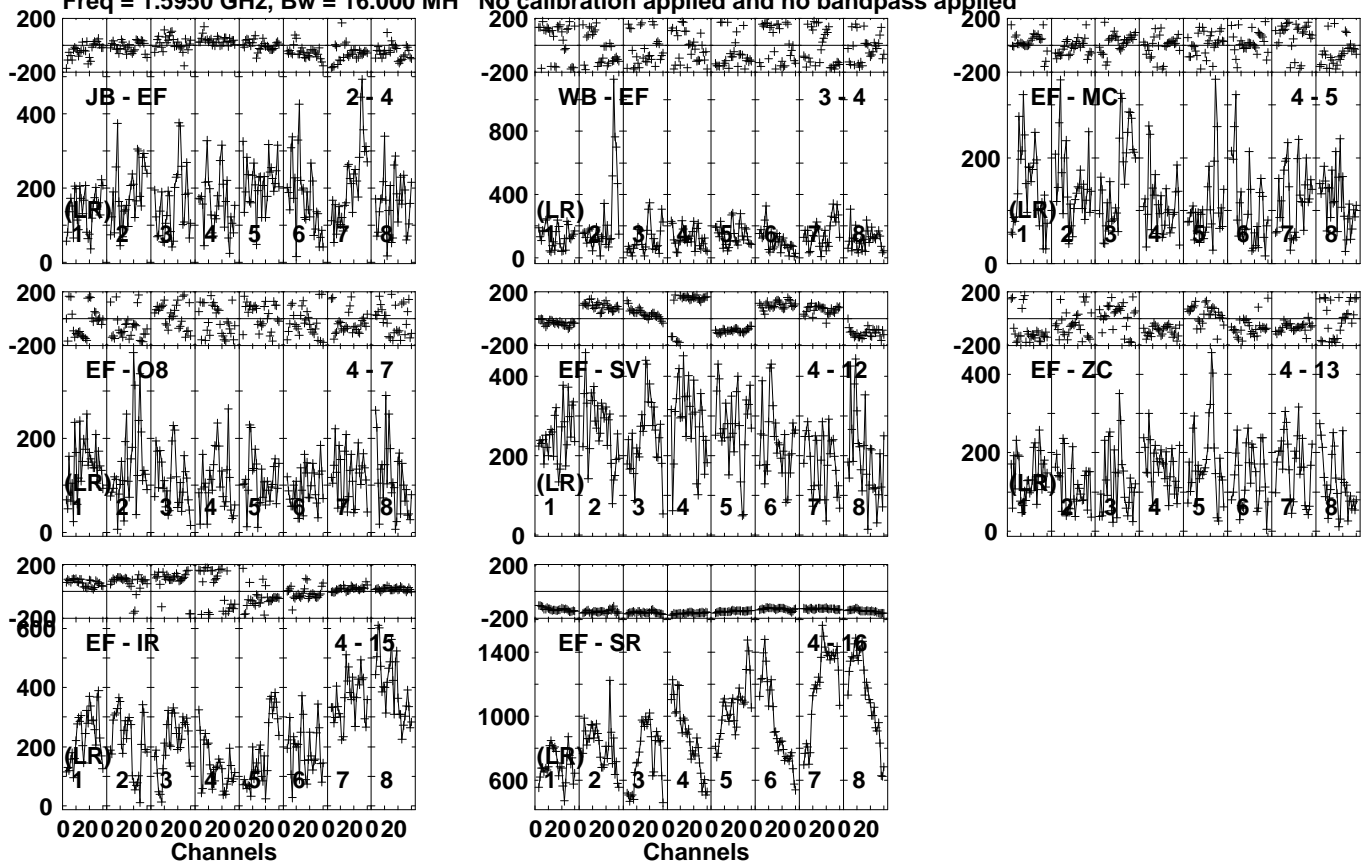 Freq = 1.5950 GHz, Bw = 16.000 MH No calibration applied and no bandpass applied
200
-200
JB - EF 2 - 4
400
200
0
(LR)
1 2 3 4 5 6 7 8
WB - EF 3 - 4
800
400
0
(LR)
1 2 3 4 5 6 7 8
200
-200
200
-200
EF - MC 4 - 5
200
0
(LR)
1 2 3 4 5 6 7 8
200
-200
EF - O8 4 - 7
200
0
(LR)
1 2 3 4 5 6 7 8
200
-200
EF - SV 4 - 12
400
200
0
(LR)
1 2 3 4 5 6 7 8
200
-200
EF - ZC 4 - 13
400
200
0
(LR)
1 2 3 4 5 6 7 8
200
-200
EF - IR 4 - 15
600
400
200
0
(LR)
1 2 3 4 5 6 7 8
0 20 0 20 0 20 0 20 0 20 0 20 0 20 0 20
Channels
200
-200
EF - SR 4 - 16
1400
1000
600
(LR)
1 2 3 4 5 6 7 8
0 20 0 20 0 20 0 20 0 20 0 20 0 20 0 20
Channels